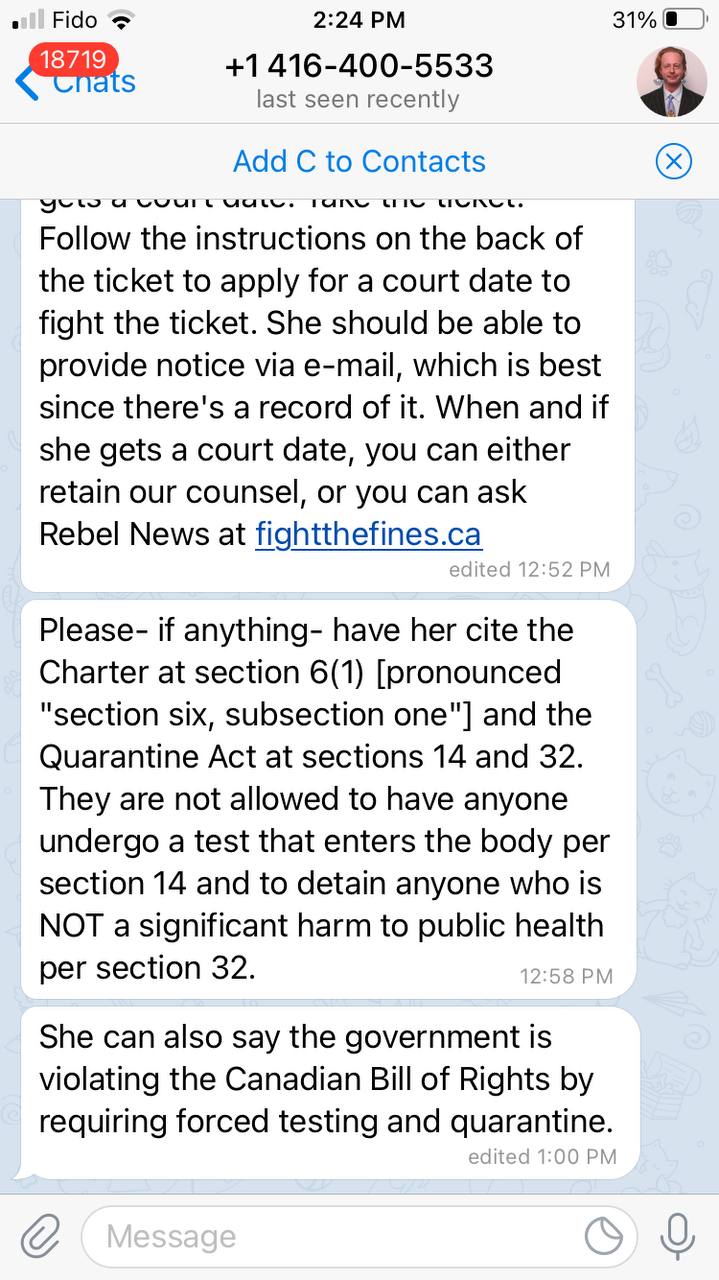 Fido
2:24 PM
31%
18719
Chats
+1 416-400-5533
last seen recently
Add C to Contacts
gets a court date. Take the ticket.
Follow the instructions on the back of
the ticket to apply for a court date to
fight the ticket. She should be able to
provide notice via e-mail, which is best
since there's a record of it. When and if
she gets a court date, you can either
retain our counsel, or you can ask
Rebel News at fightthefines.ca
edited 12:52 PM
Please- if anything- have her cite the
Charter at section 6(1) [pronounced
"section six, subsection one"] and the
Quarantine Act at sections 14 and 32.
They are not allowed to have anyone
undergo a test that enters the body per
section 14 and to detain anyone who is
NOT a significant harm to public health
per section 32.
12:58 PM
She can also say the government is
violating the Canadian Bill of Rights by
requiring forced testing and quarantine.
edited 1:00 PM
Message